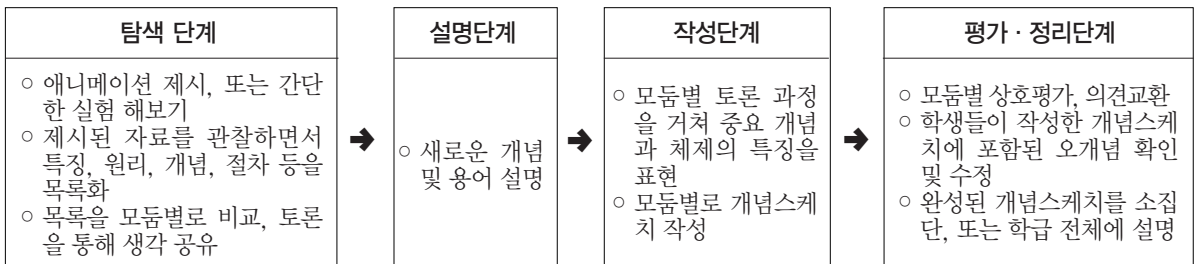 탐색 단계
○ 애니메이션 제시, 또는 간단
한 실험 해보기
○ 제시된 자료를 관찰하면서
특징, 원리, 개념, 절차 등을
목록화
○ 목록을 모둠별로 비교, 토론
을 통해 생각 공유
설명단계
○ 새로운 개념
및 용어 설명
작성단계
○ 모둠별 토론 과정
을 거쳐 중요 개념
과 체제의 특징을
표현
○ 모둠별로 개념스케
치 작성
평가 · 정리단계
○ 모둠별 상호평가, 의견교환
○ 학생들이 작성한 개념스케
치에 포함된 오개념 확인
및 수정
○ 완성된 개념스케치를 소집
단, 또는 학급 전체에 설명